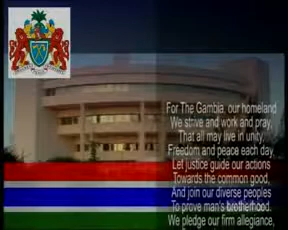 For The Gambia, our homeland
We strive and work and pray,
That all may live in unity,
Freedom and peace each day.
Let justice guide our actions
Towards the common good,
And join our diverse peoples
To prove man's brotherhood.
We pledge our firm allegiance,